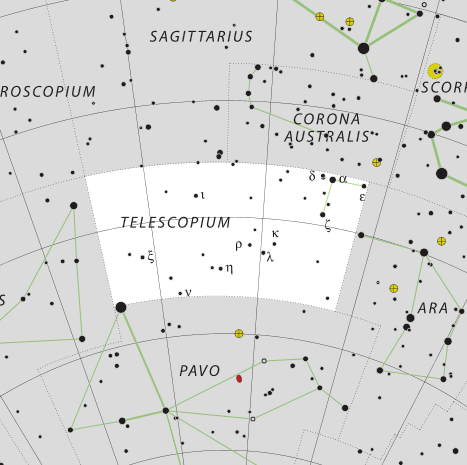 SAGITTARIUS
ROSCOPIUM
SCORP
CORONA
AUSTRALIS
δ
α
ε
ι
ζ
TELESCOPIUM
κ
ρ
λ
ξ
η
ν
S
ARA
PAVO